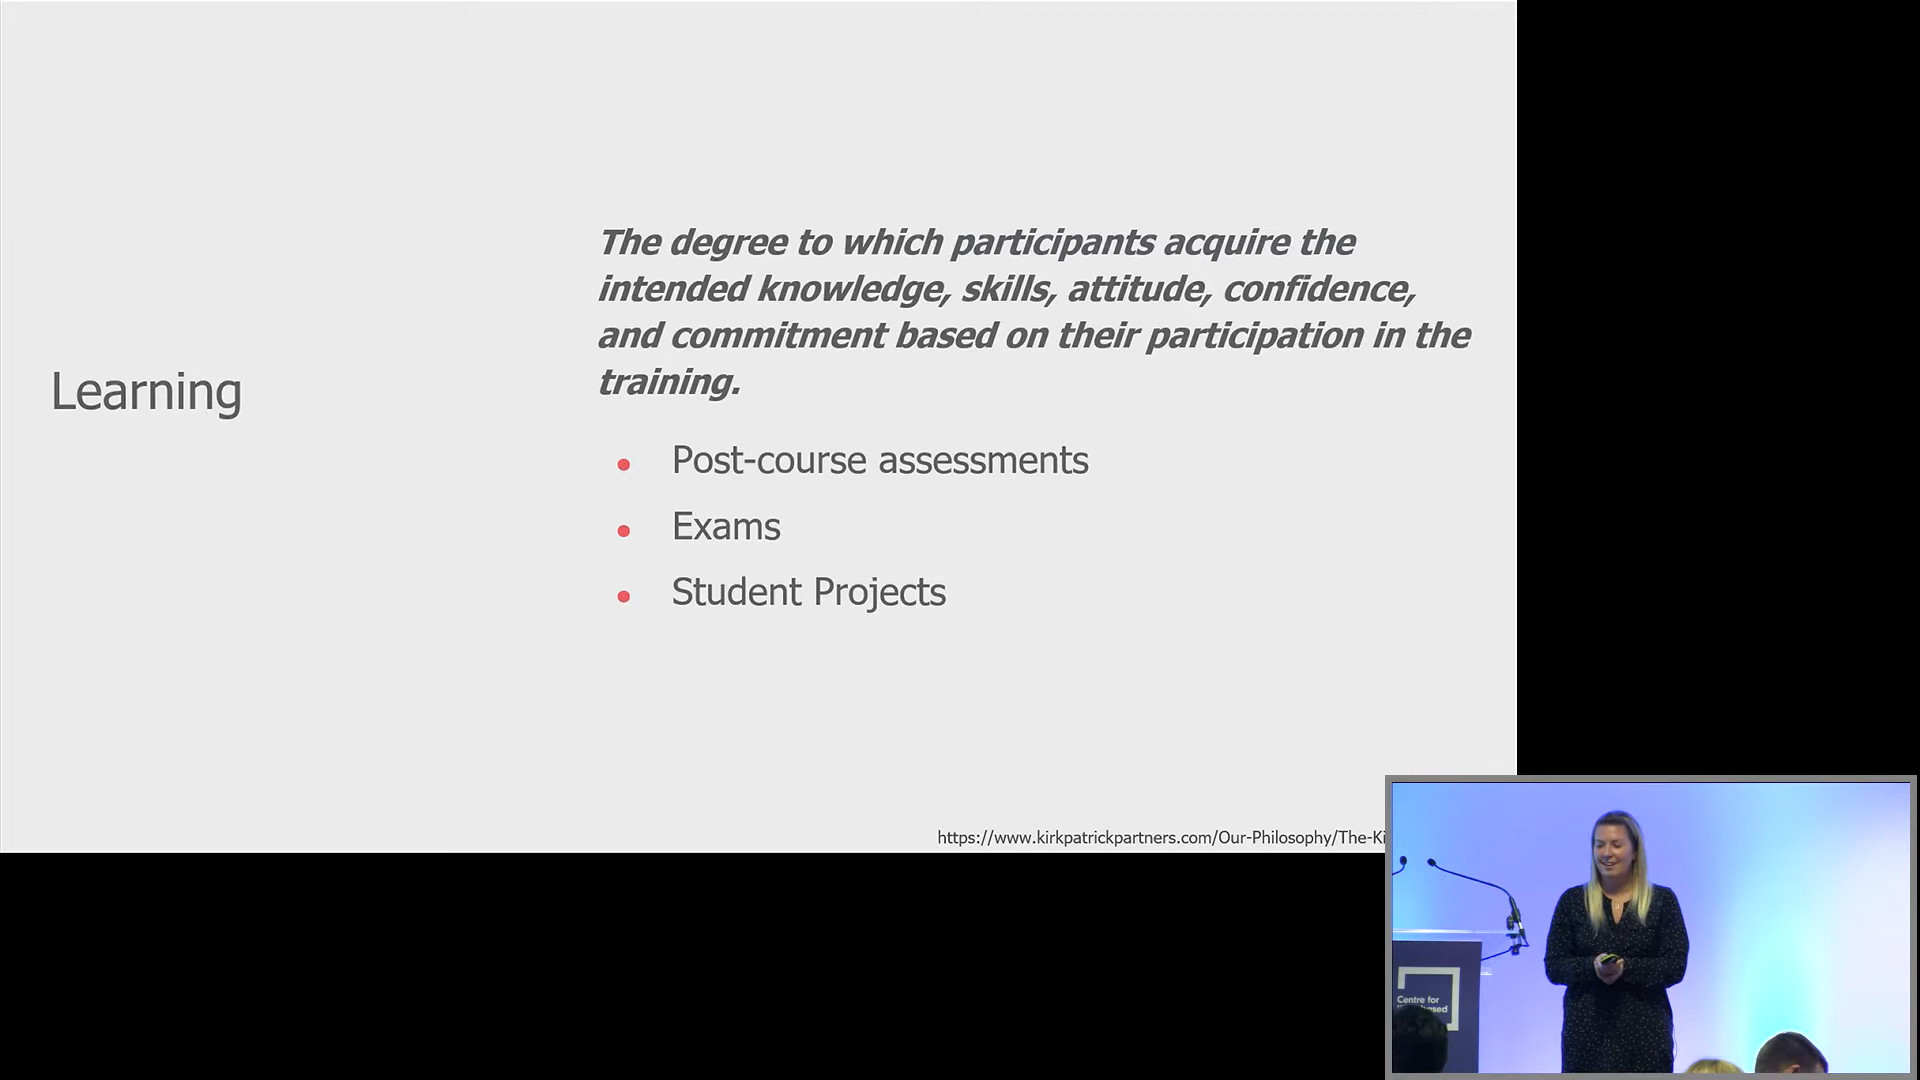 Learning
The degree to which participants acquire the
intended knowledge, skills, attitude, confidence,
and commitment based on their participation in the
training.
Post-course assessments
Exams
Student Projects
https://www.kirkpatrickpartners.com/Our-Philosophy/The-Ki
Centre for